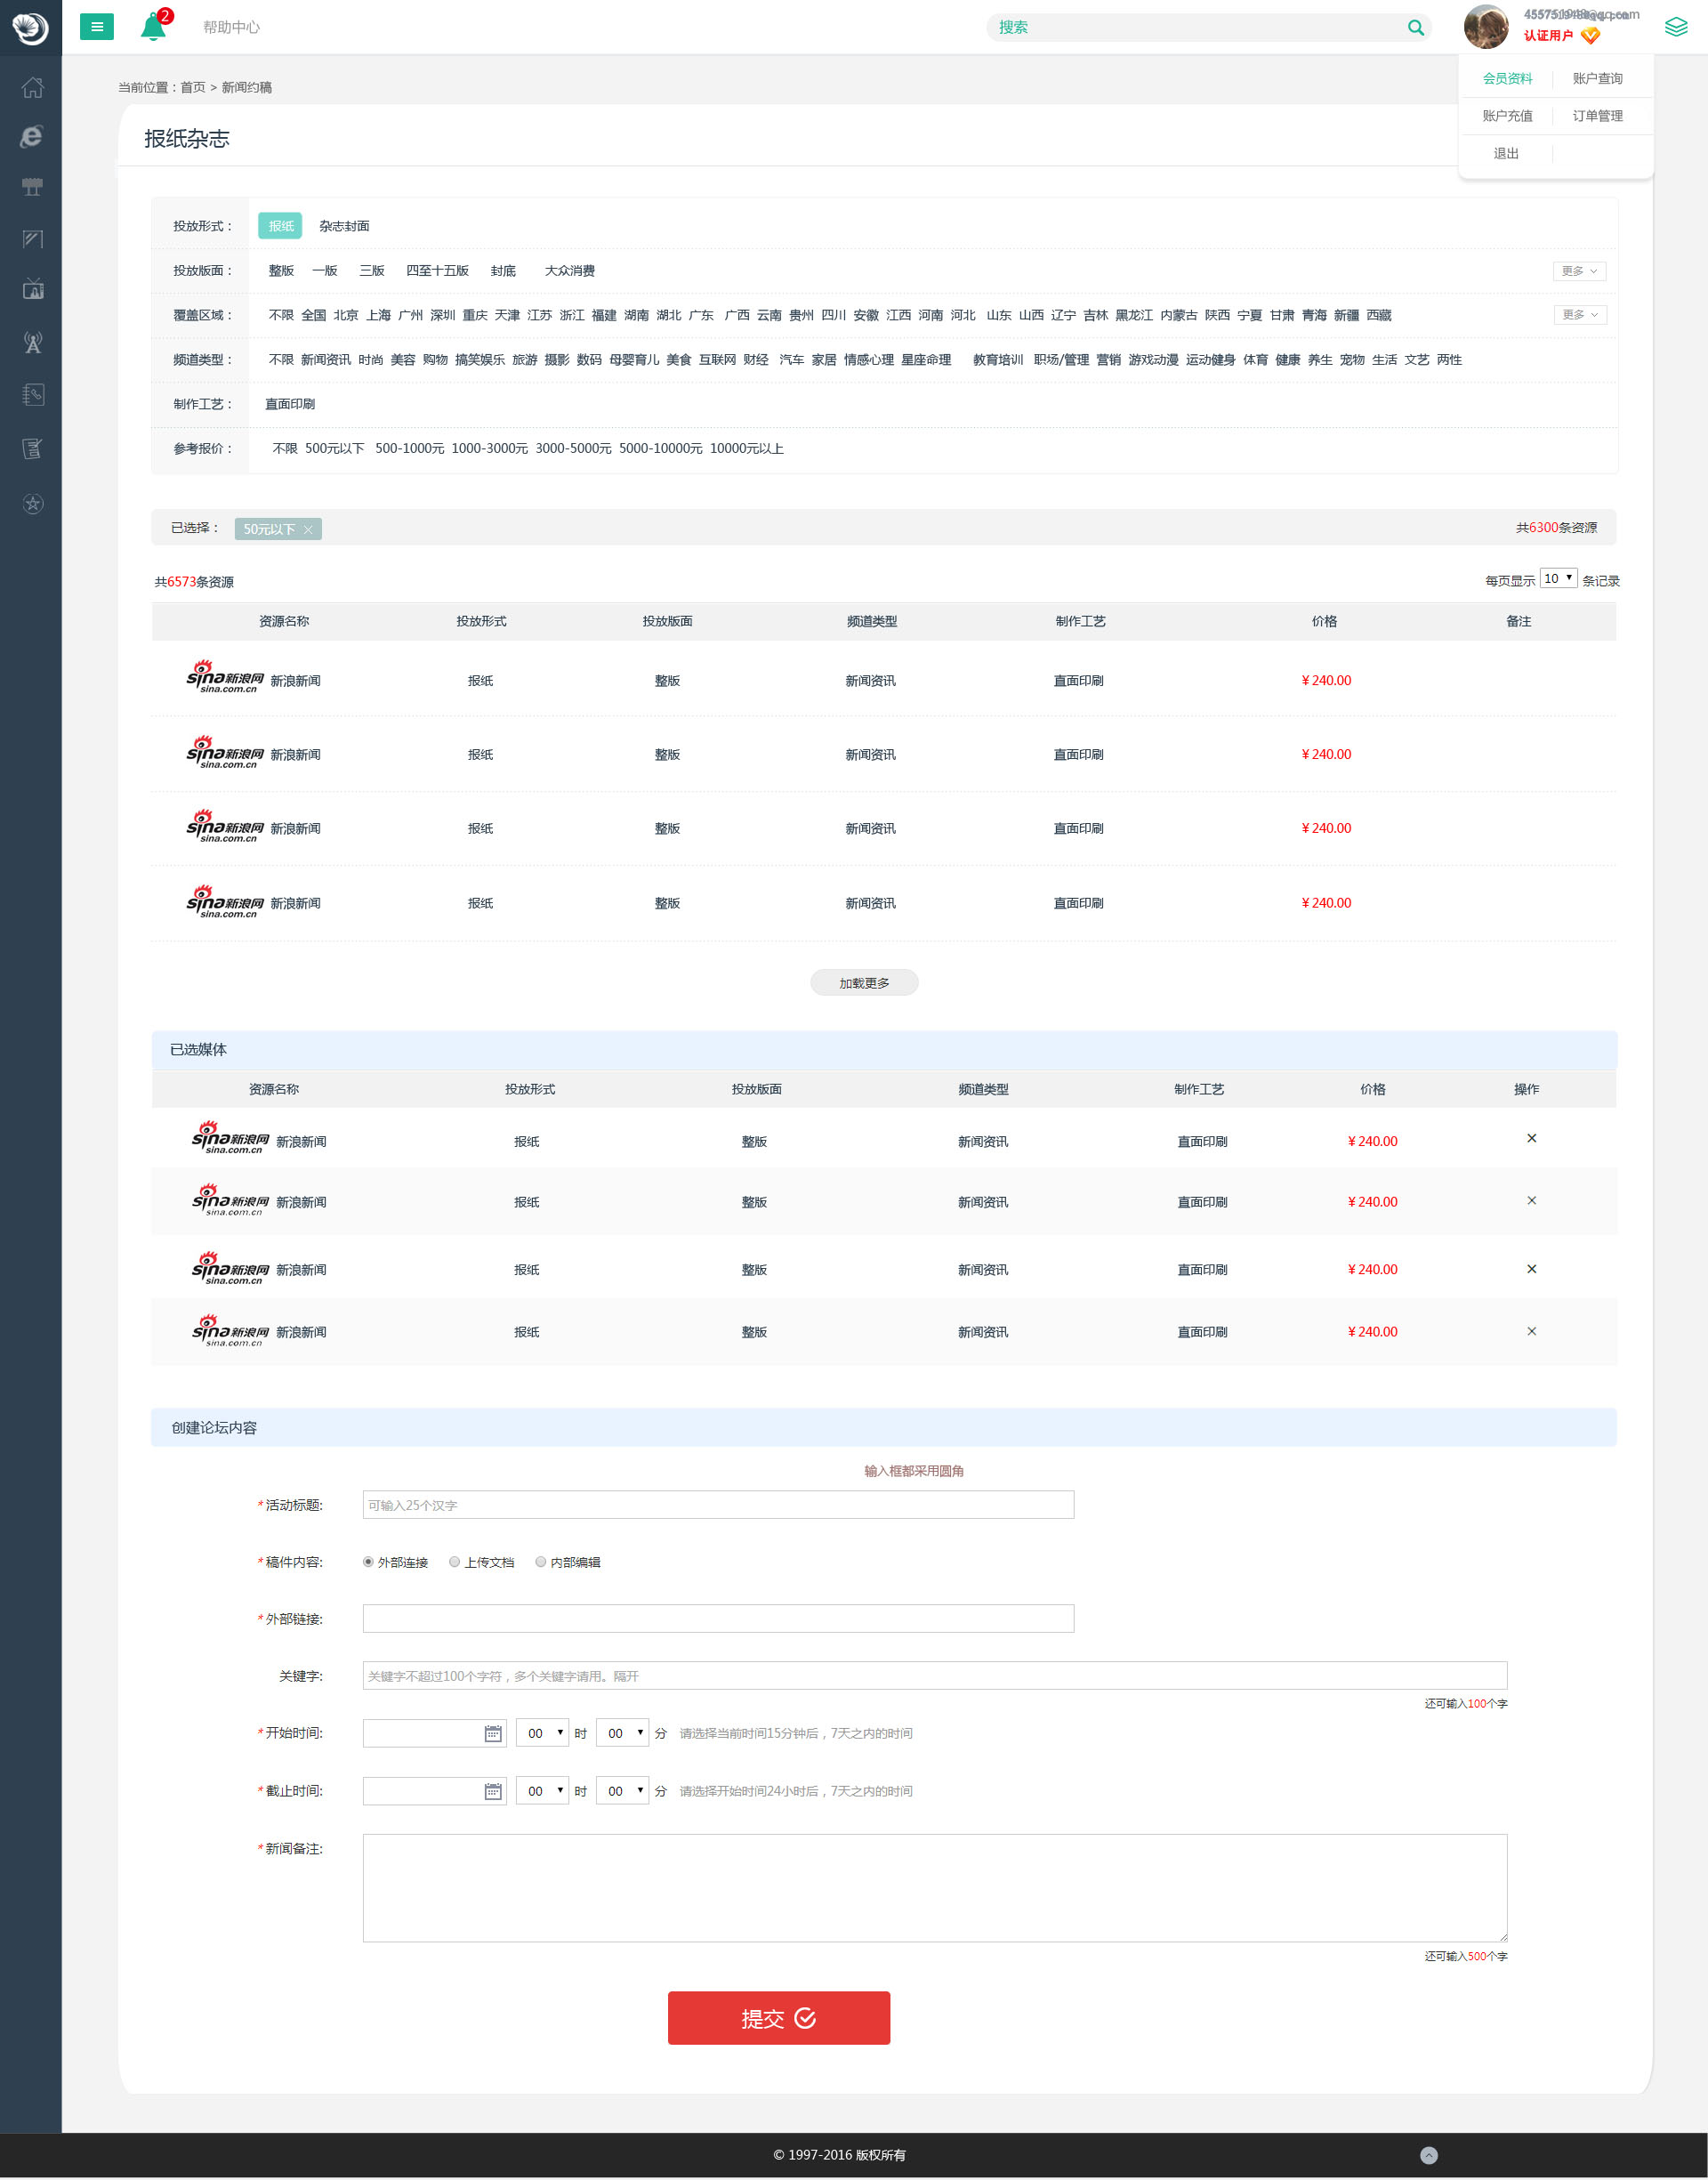 2
帮助中心
搜索
认证用户
会员资料 账户查询
账户充值 订单管理
退出
当前位置：首页 > 新闻约稿
报纸杂志
投放形式： 报纸 杂志封面
投放版面： 整版 一版 三版 四至十五版 封底 大众消费 更多
覆盖区域： 不限 全国 北京 上海 广州 深圳 重庆 天津 江苏 浙江 福建 湖南 湖北 广东 广西 云南 贵州 四川 安徽 江西 河南 河北 山东 山西 辽宁 吉林 黑龙江 内蒙古 陕西 宁夏 甘肃 青海 新疆 西藏 更多
频道类型： 不限 新闻资讯 时尚 美容 购物 搞笑娱乐 旅游 摄影 数码 母婴育儿 美食 互联网 财经 汽车 家居 情感心理 星座命理 教育培训 职场/管理 营销 游戏动漫 运动健身 体育 健康 养生 宠物 生活 文艺 两性
制作工艺： 直面印刷
参考报价： 不限 500元以下 500-1000元 1000-3000元 3000-5000元 5000-10000元 10000元以上
已选择： 50元以下 × 共6300条资源
共6573条资源 每页显示 10 条记录
资源名称 投放形式 投放版面 频道类型 制作工艺 价格 备注
sina新浪网 sina.com.cn 新浪新闻 报纸 整版 新闻资讯 直面印刷 ¥240.00
sina新浪网 sina.com.cn 新浪新闻 报纸 整版 新闻资讯 直面印刷 ¥240.00
sina新浪网 sina.com.cn 新浪新闻 报纸 整版 新闻资讯 直面印刷 ¥240.00
sina新浪网 sina.com.cn 新浪新闻 报纸 整版 新闻资讯 直面印刷 ¥240.00
加载更多
已选媒体
资源名称 投放形式 投放版面 频道类型 制作工艺 价格 操作
sina新浪网 sina.com.cn 新浪新闻 报纸 整版 新闻资讯 直面印刷 ¥240.00 ×
sina新浪网 sina.com.cn 新浪新闻 报纸 整版 新闻资讯 直面印刷 ¥240.00 ×
sina新浪网 sina.com.cn 新浪新闻 报纸 整版 新闻资讯 直面印刷 ¥240.00 ×
sina新浪网 sina.com.cn 新浪新闻 报纸 整版 新闻资讯 直面印刷 ¥240.00 ×
创建论坛内容
输入框都采用圆角
*活动标题: 可输入25个汉字
*稿件内容: 外部连接 上传文档 内部编辑
*外部链接:
关键字: 关键字不超过100个字符，多个关键字请用。隔开
还可输入100个字
*开始时间: 00 时 00 分 请选择当前时间15分钟后，7天之内的时间
*截止时间: 00 时 00 分 请选择开始时间24小时后，7天之内的时间
*新闻备注:
还可输入500个字
提交
© 1997-2016 版权所有